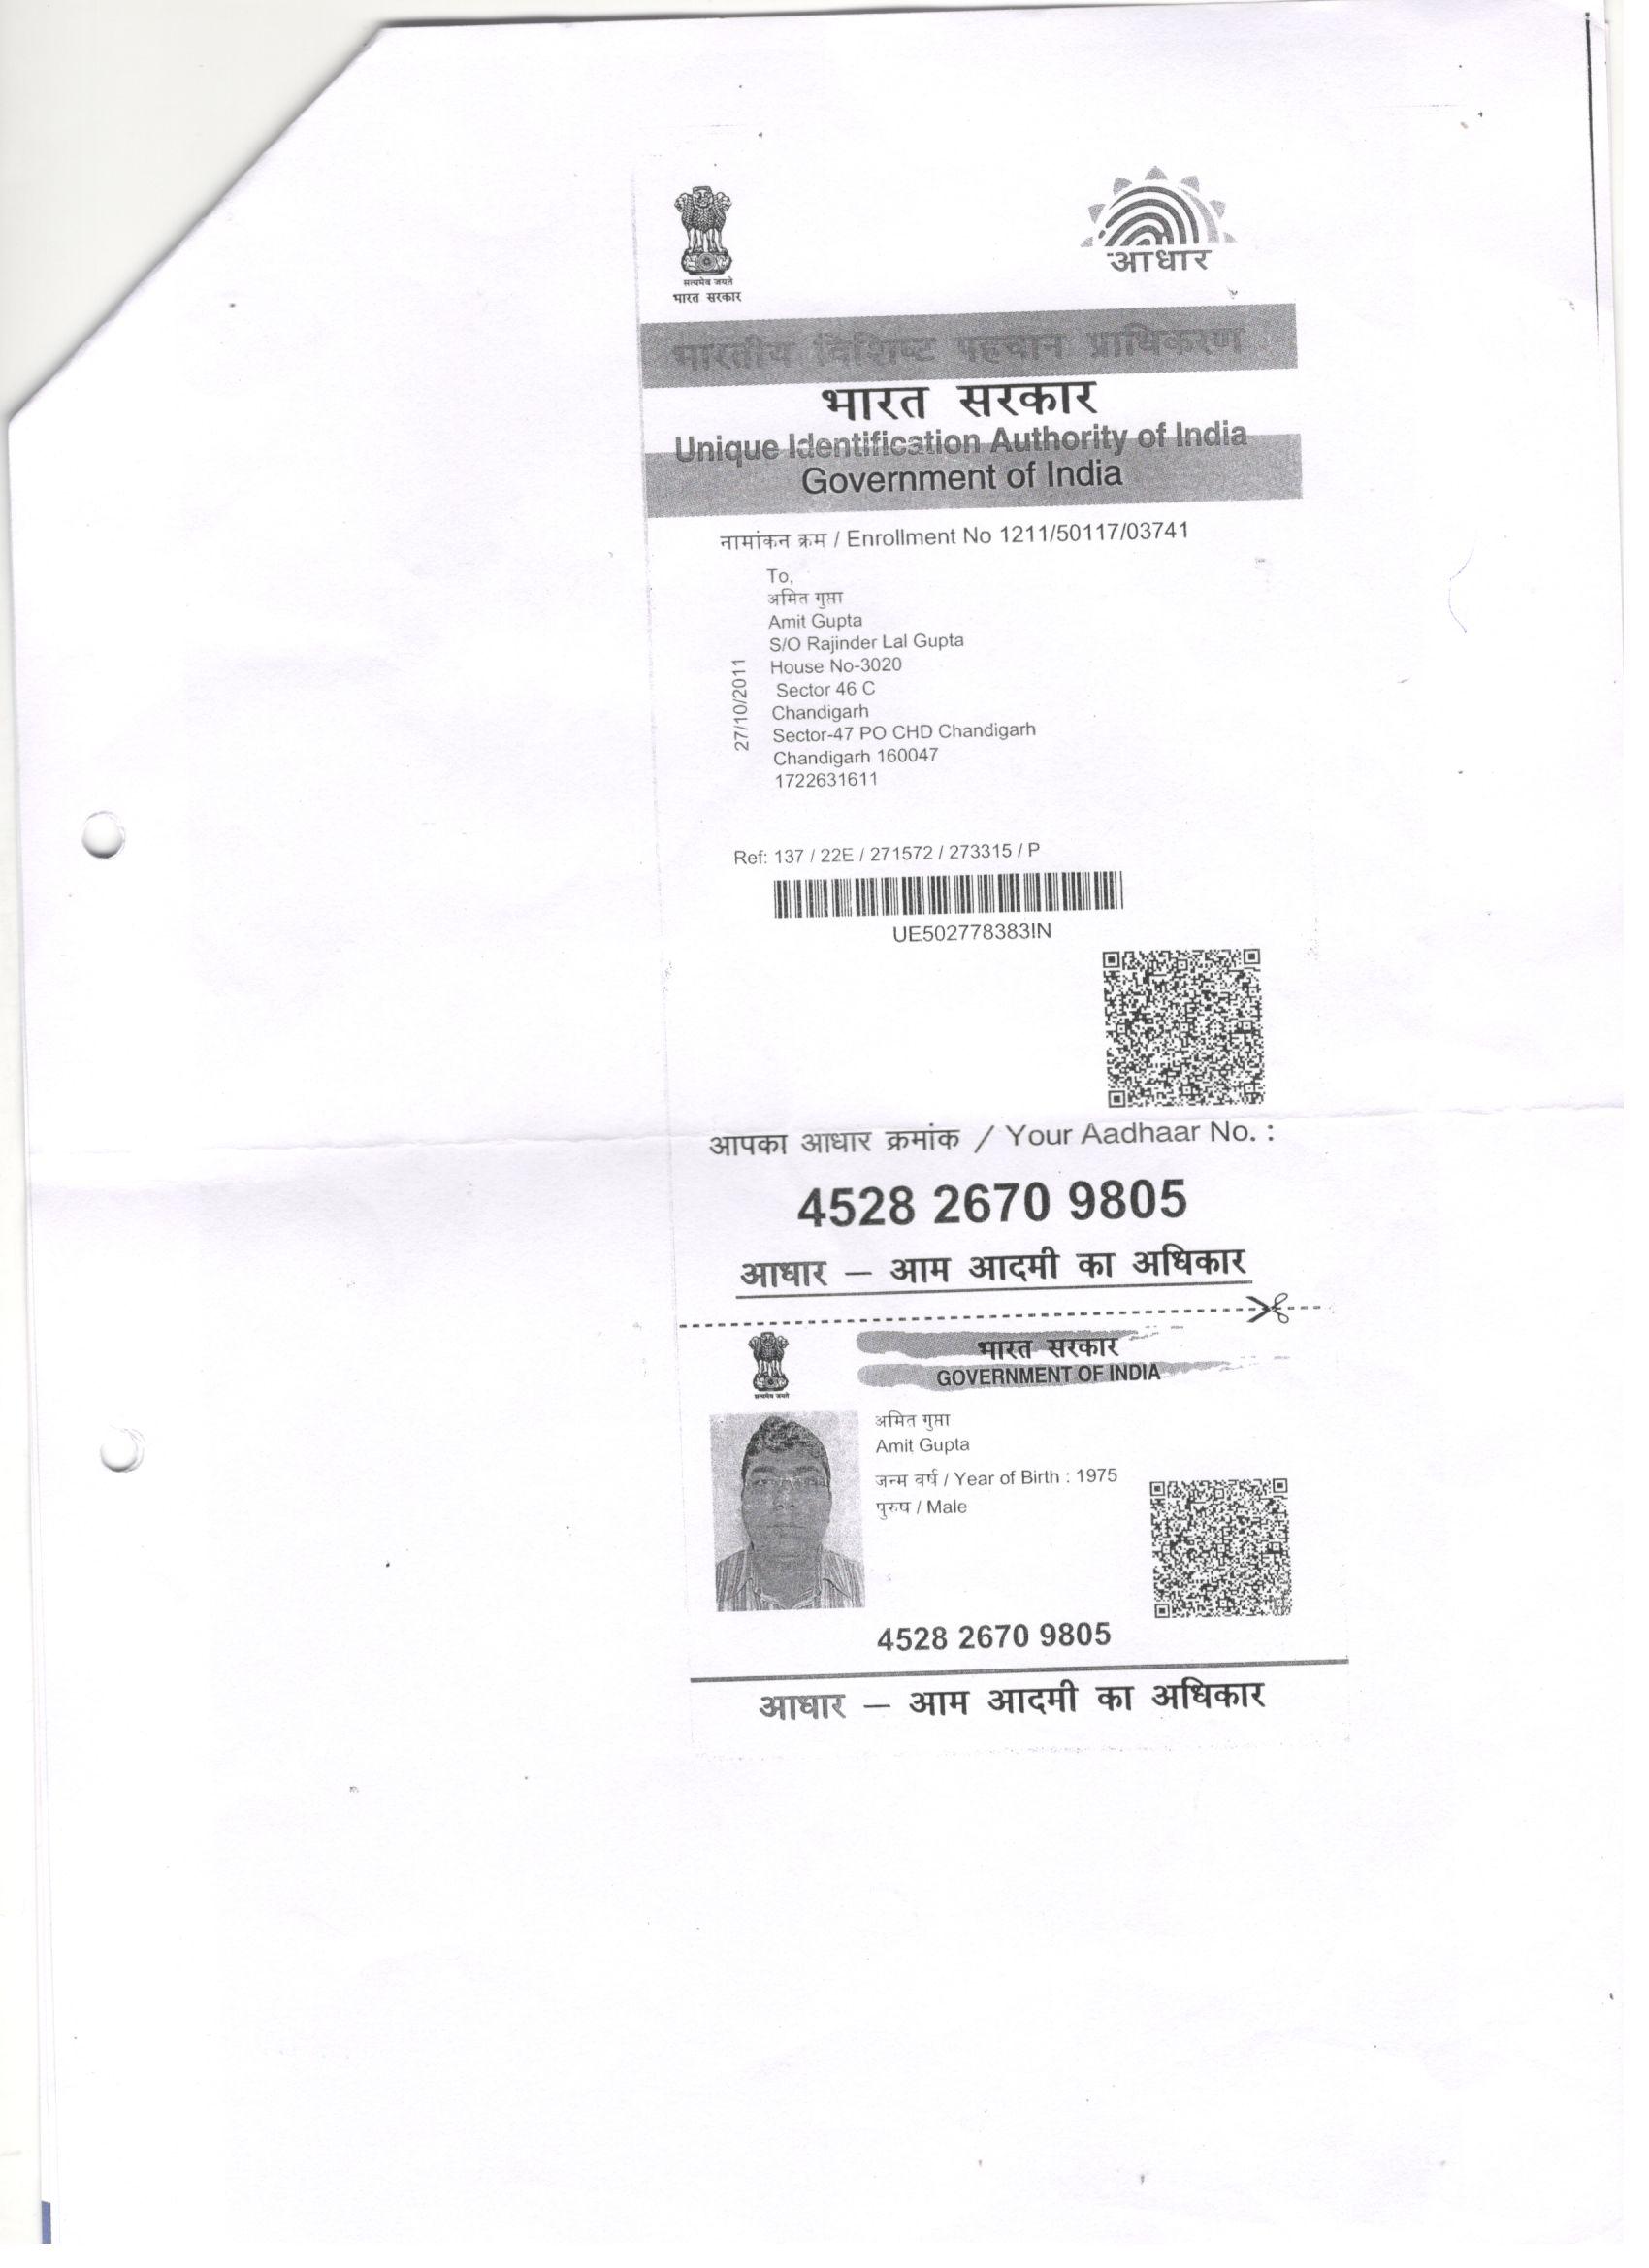 सत्यमेव जयते
भारत सरकार
आधार
भारतीय विशिष्ट पहचान प्राधिकरण
भारत सरकार
Unique Identification Authority of India
Government of India
नामांकन क्रम / Enrollment No 1211/50117/03741
To,
अमित गुप्ता
Amit Gupta
S/O Rajinder Lal Gupta
House No-3020
Sector 46 C
Chandigarh
Sector-47 PO CHD Chandigarh
Chandigarh 160047
1722631611
27/10/2011
Ref: 137 / 22E / 271572 / 273315 / P
UE502778383IN
आपका आधार क्रमांक / Your Aadhaar No. :
4528 2670 9805
आधार – आम आदमी का अधिकार
सत्यमेव जयते
भारत सरकार
GOVERNMENT OF INDIA
अमित गुप्ता
Amit Gupta
जन्म वर्ष / Year of Birth : 1975
पुरुष / Male
4528 2670 9805
आधार – आम आदमी का अधिकार